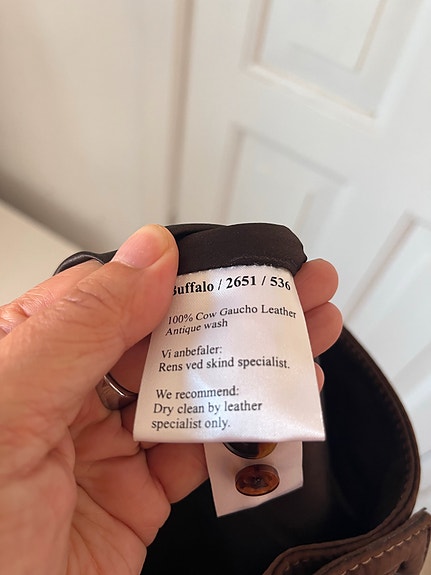 Buffalo / 2651 / 536
100% Cow Gaucho Leather
Antique wash
Vi anbefaler:
Rens ved skind specialist.
We recommend:
Dry clean by leather
specialist only.